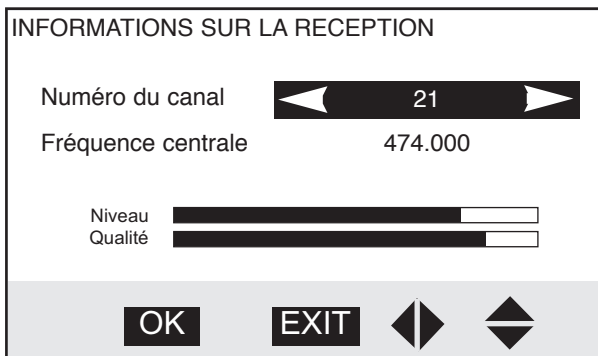 INFORMATIONS SUR LA RECEPTION
Numéro du canal 21
Fréquence centrale 474.000
Niveau
Qualité
OK EXIT